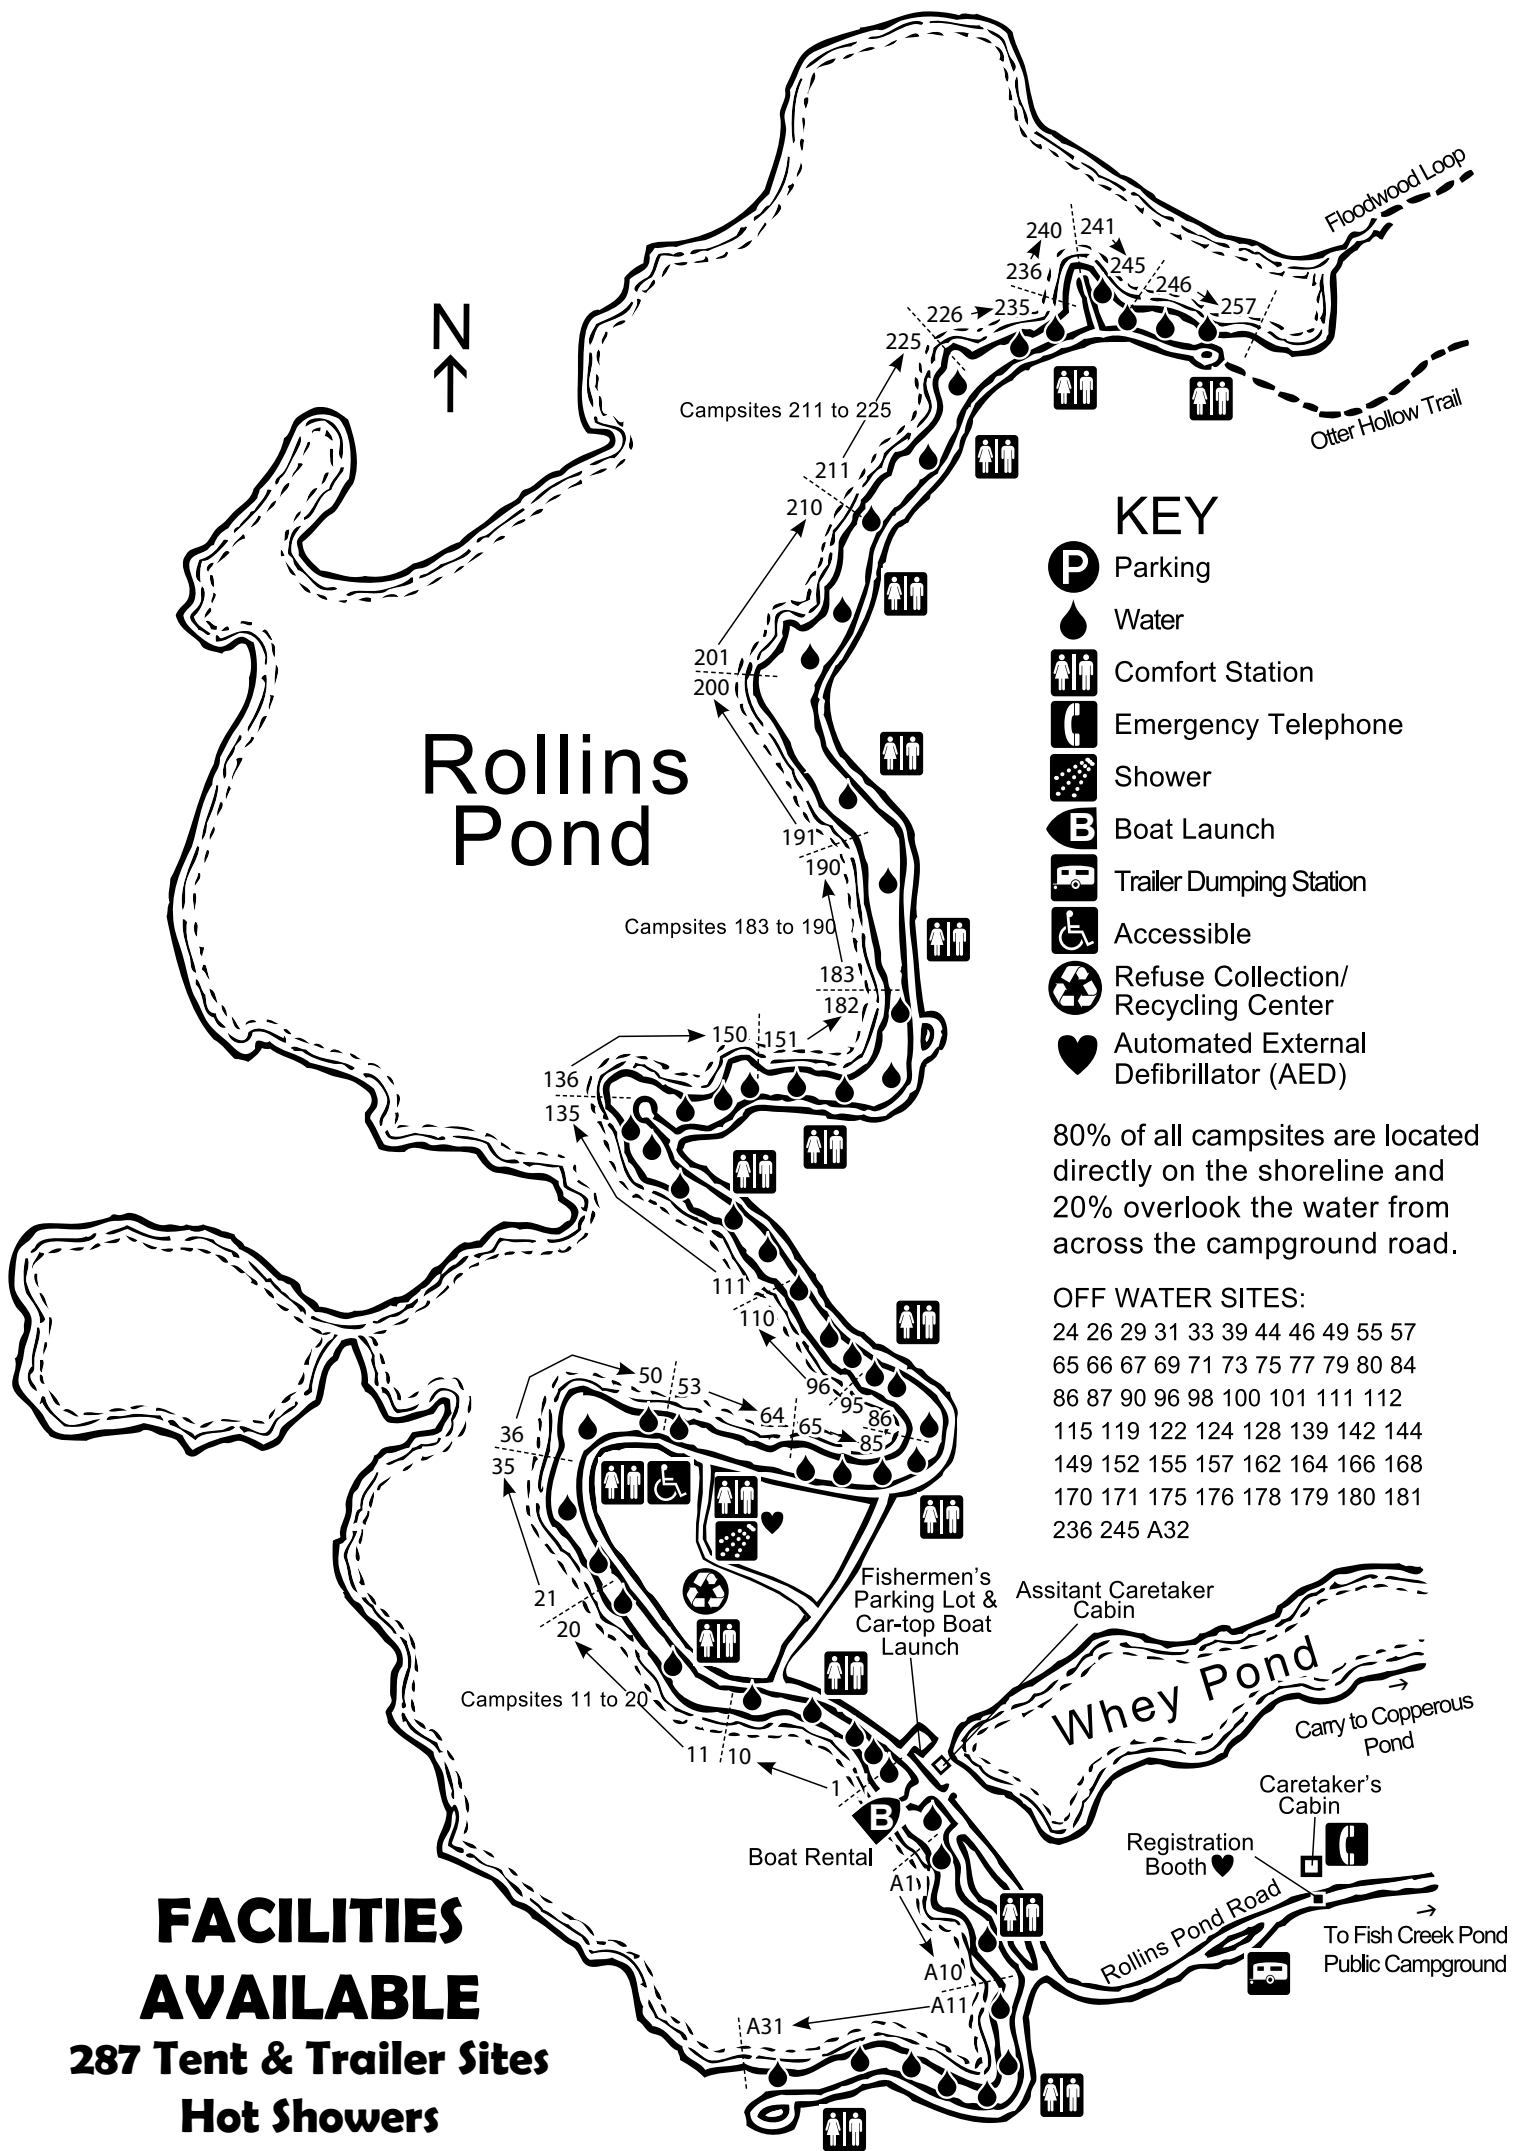 Floodwood Loop
240
241
236
245
246
257
226
235
225
N
Campsites 211 to 225
Otter Hollow Trail
211
210
KEY
P Parking
Water
Comfort Station
Emergency Telephone
Shower
B Boat Launch
Trailer Dumping Station
Accessible
Refuse Collection/
Recycling Center
Automated External
Defibrillator (AED)
201
200
Rollins
Pond
191
190
Campsites 183 to 190
183
182
150
151
136
135
80% of all campsites are located
directly on the shoreline and
20% overlook the water from
across the campground road.
111
110
OFF WATER SITES:
24 26 29 31 33 39 44 46 49 55 57
65 66 67 69 71 73 75 77 79 80 84
86 87 90 96 98 100 101 111 112
115 119 122 124 128 139 142 144
149 152 155 157 162 164 166 168
170 171 175 176 178 179 180 181
236 245 A32
50
53
96
95
64
65
86
85
36
35
21
20
Fishermen's
Parking Lot &
Car-top Boat
Launch
Assitant Caretaker
Cabin
Whey Pond
Carry to Copperous
Pond
Campsites 11 to 20
11
10
1
B
Boat Rental
Caretaker's
Cabin
Registration
Booth
A1
Rollins Pond Road
To Fish Creek Pond
Public Campground
A10
A11
A31
FACILITIES
AVAILABLE
287 Tent & Trailer Sites
Hot Showers